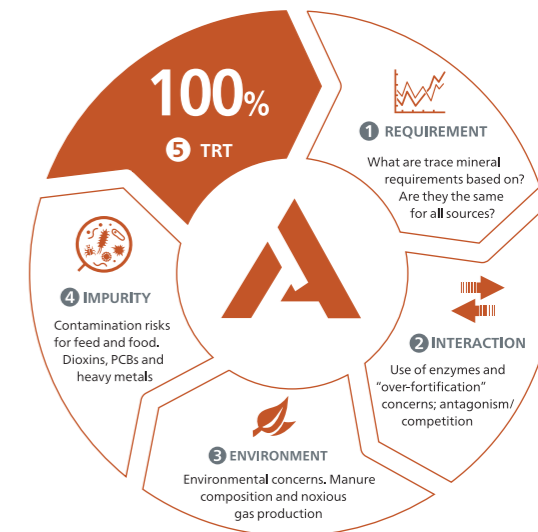 100%
5 TRT
1 REQUIREMENT
What are trace mineral
requirements based on?
Are they the same
for all sources?
2 INTERACTION
Use of enzymes and
"over-fortification"
concerns; antagonism/
competition
3 ENVIRONMENT
Environmental concerns. Manure
composition and noxious
gas production
4 IMPURITY
Contamination risks
for feed and food.
Dioxins, PCBs and
heavy metals